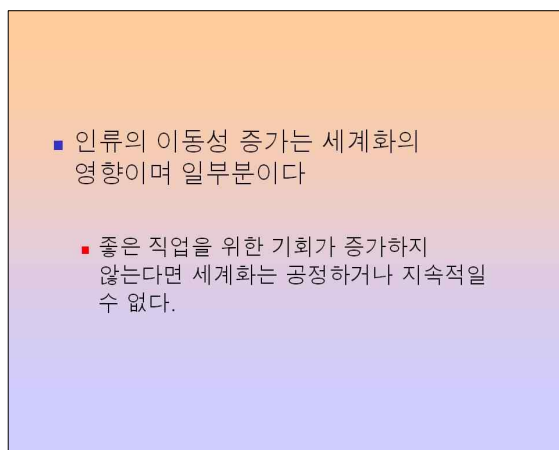 인류의 이동성 증가는 세계화의
영향이며 일부분이다
좋은 직업을 위한 기회가 증가하지
않는다면 세계화는 공정하거나 지속적일
수 없다.